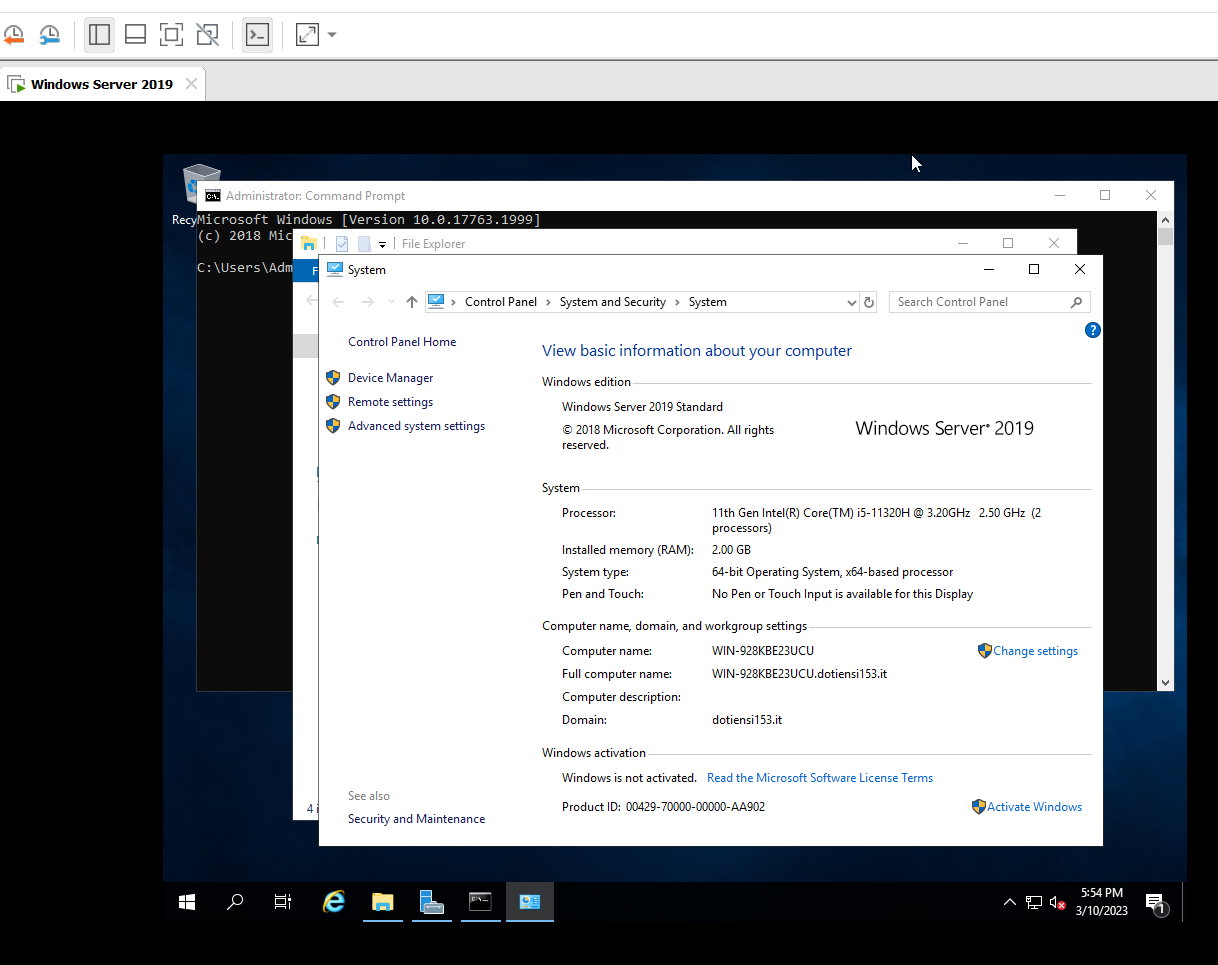 Windows Server 2019
Recy
Administrator: Command Prompt
Microsoft Windows [Version 10.0.17763.1999]
(c) 2018 Mic
C:\Users\Adm
File Explorer
F
4 i
System
Control Panel > System and Security > System
Search Control Panel
?
Control Panel Home
Device Manager
Remote settings
Advanced system settings
See also
Security and Maintenance
View basic information about your computer
Windows edition
Windows Server 2019 Standard
© 2018 Microsoft Corporation. All rights
reserved.
Windows Server® 2019
System
Processor: 11th Gen Intel(R) Core(TM) i5-11320H @ 3.20GHz 2.50 GHz (2
processors)
Installed memory (RAM): 2.00 GB
System type: 64-bit Operating System, x64-based processor
Pen and Touch: No Pen or Touch Input is available for this Display
Computer name, domain, and workgroup settings
Computer name: WIN-928KBE23UCU
Change settings
Full computer name: WIN-928KBE23UCU.dotiensi153.it
Computer description:
Domain: dotiensi153.it
Windows activation
Windows is not activated. Read the Microsoft Software License Terms
Product ID: 00429-70000-00000-AA902
Activate Windows
5:54 PM
3/10/2023
1